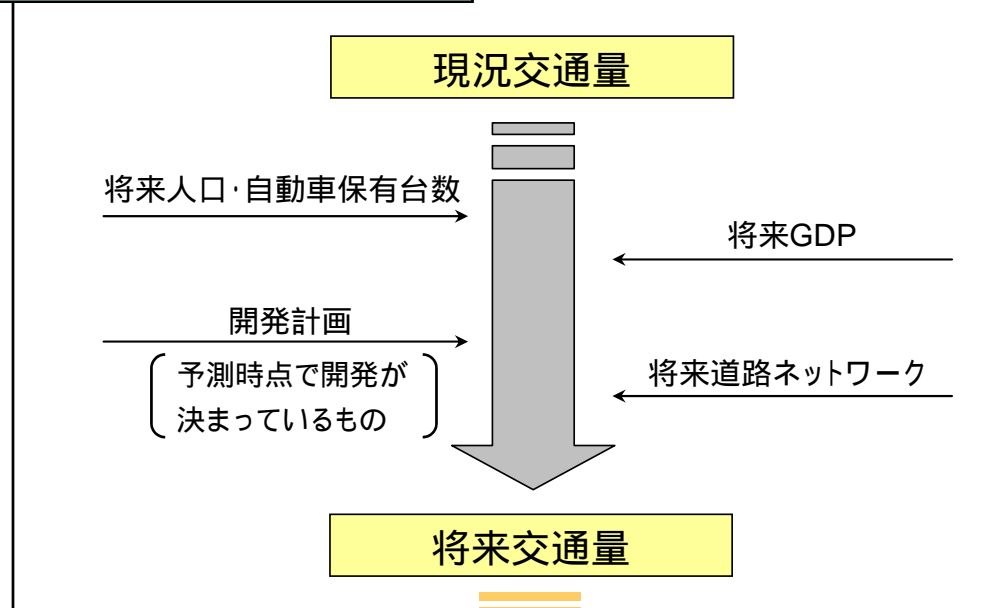 現況交通量
将来人口・自動車保有台数
将来GDP
開発計画
予測時点で開発が
決まっているもの
将来道路ネットワーク
将来交通量